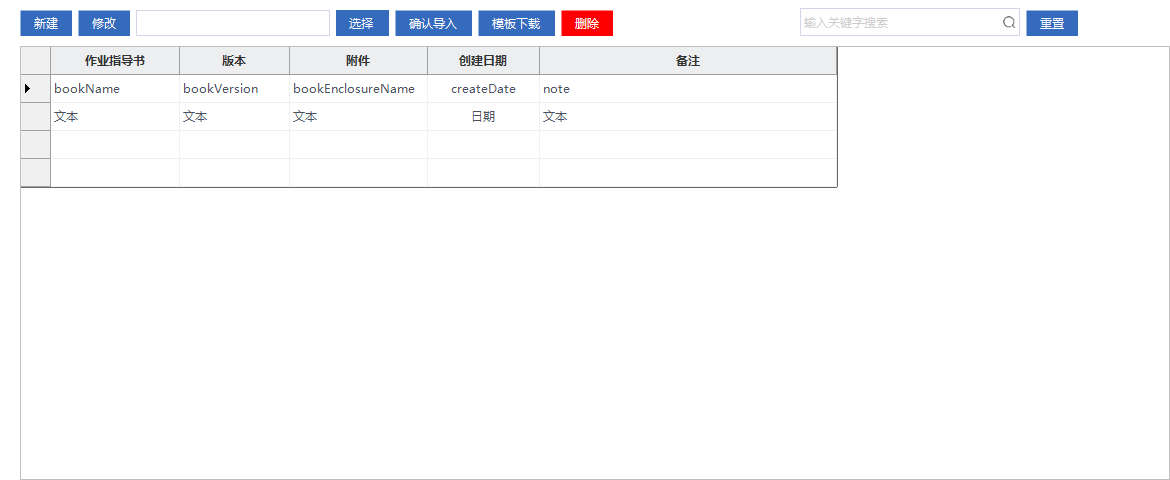 新建 修改 选择 确认导入 模板下载 删除 输入关键字搜索 重置
作业指导书 版本 附件 创建日期 备注
bookName bookVersion bookEnclosureName createDate note
文本 文本 文本 日期 文本